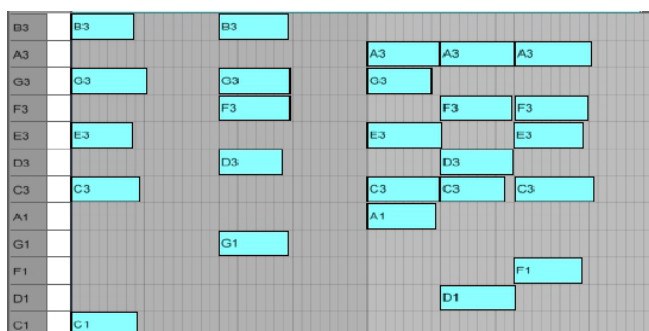 B3 B3 B3
A3 A3 A3 A3
G3 G3 G3 G3
F3 F3 F3 F3
E3 E3 E3 E3
D3 D3 D3
C3 C3 C3 C3 C3
A1 A1
G1 G1
F1 F1
D1 D1
C1 C1